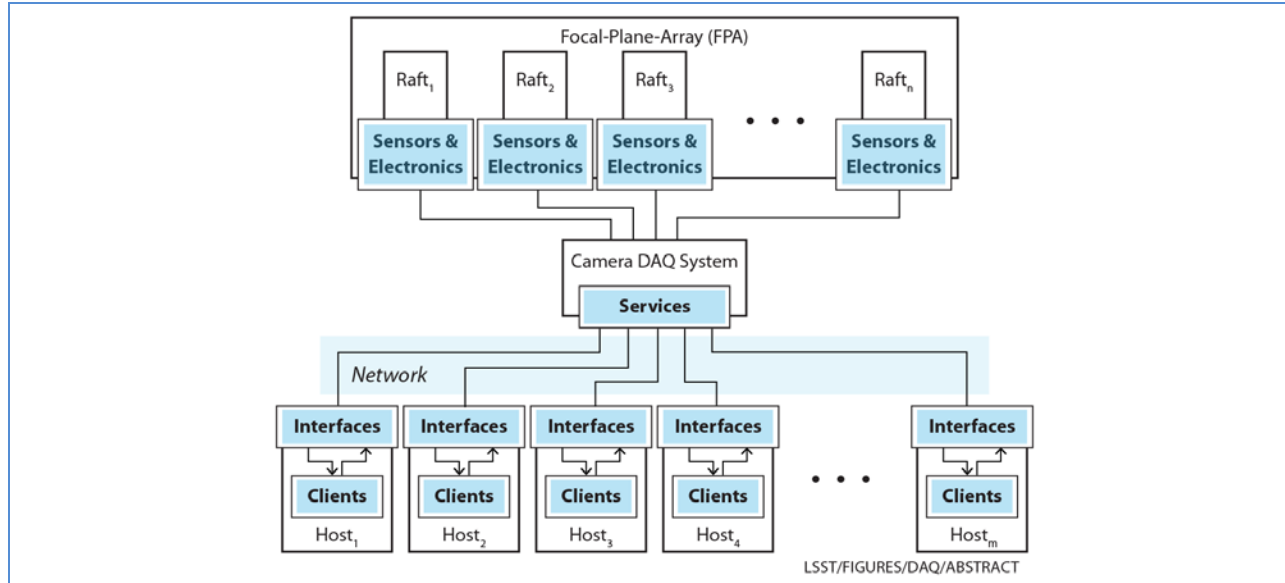 Focal-Plane-Array (FPA)
Raft₁ Raft₂ Raft₃ Raftₙ
• • •
Sensors & Sensors & Sensors & Sensors &
Electronics Electronics Electronics Electronics
Camera DAQ System
Services
Network
Interfaces Interfaces Interfaces Interfaces Interfaces
• • •
Clients Clients Clients Clients Clients
Host₁ Host₂ Host₃ Host₄ Hostₘ
LSST/FIGURES/DAQ/ABSTRACT